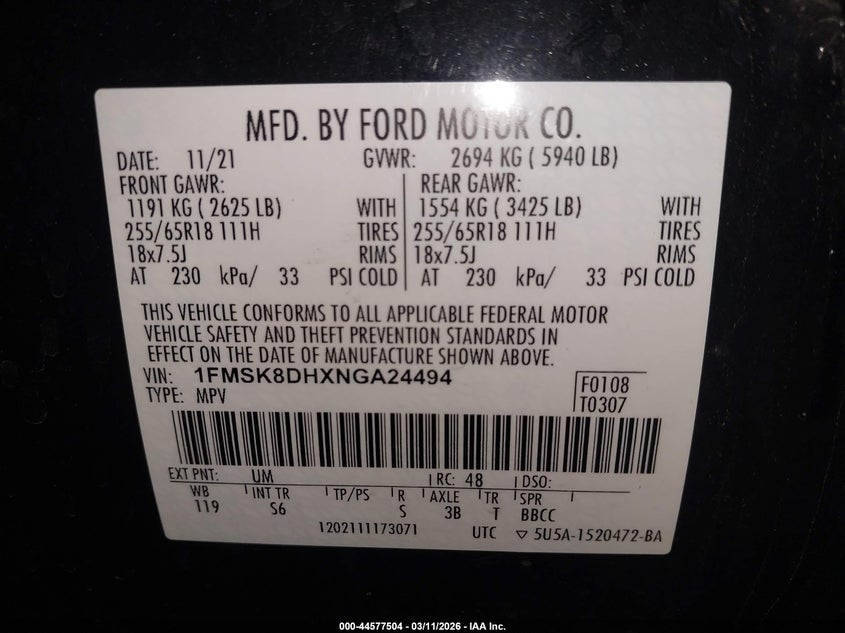 MFD. BY FORD MOTOR CO.
DATE: 11/21 GVWR: 2694 KG ( 5940 LB)
FRONT GAWR: REAR GAWR:
1191 KG ( 2625 LB) WITH 1554 KG ( 3425 LB) WITH
255/65R18 111H TIRES 255/65R18 111H TIRES
18x7.5J RIMS 18x7.5J RIMS
AT 230 kPa/ 33 PSI COLD AT 230 kPa/ 33 PSI COLD
THIS VEHICLE CONFORMS TO ALL APPLICABLE FEDERAL MOTOR
VEHICLE SAFETY AND THEFT PREVENTION STANDARDS IN
EFFECT ON THE DATE OF MANUFACTURE SHOWN ABOVE.
VIN: 1FMSK8DHXNGA24494 F0108
TYPE: MPV T0307
EXT PNT: UM RC: 48 DSO:
WB INT TR TP/PS R AXLE TR SPR
119 S6 S 3B T BBCC
1202111173071 UTC ▽ 5U5A-1520472-BA
000-44577504 - 03/11/2026 - IAA Inc.